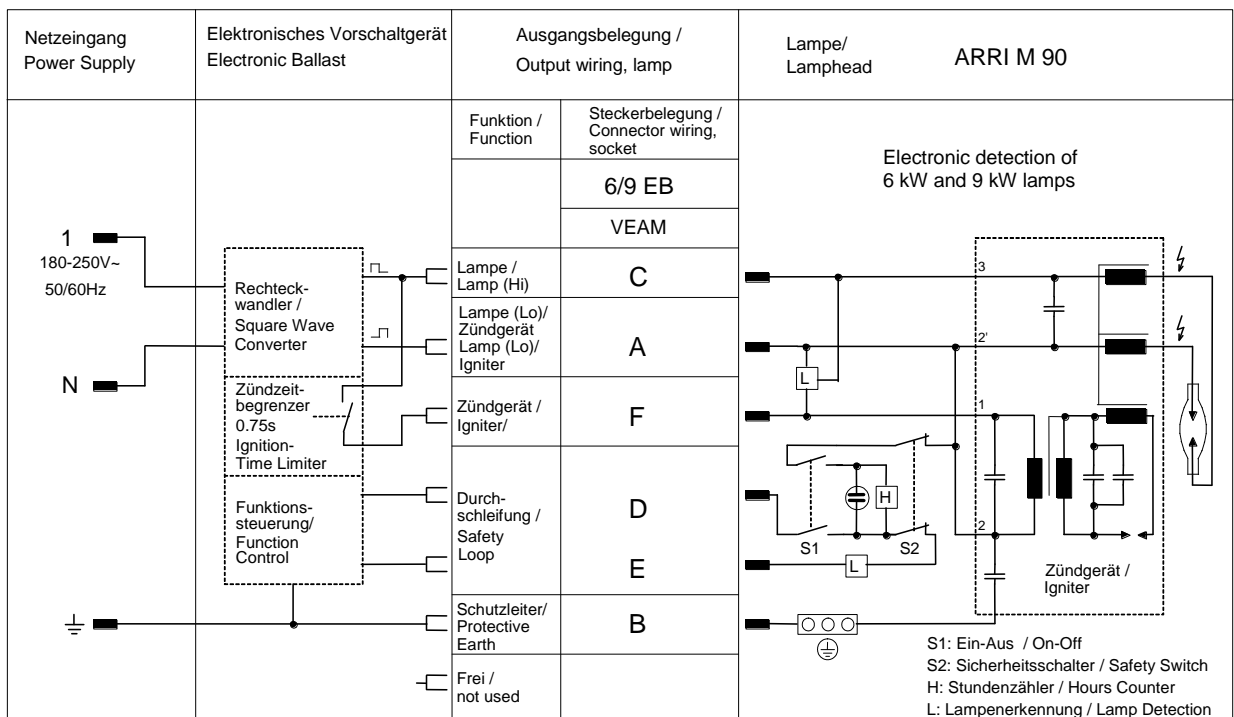 Netzeingang
Power Supply
Elektronisches Vorschaltgerät
Electronic Ballast
Ausgangsbelegung /
Output wiring, lamp
Lampe/
Lamphead
ARRI M 90
Funktion /
Function
Steckerbelegung /
Connector wiring,
socket
6/9 EB
VEAM
Electronic detection of
6 kW and 9 kW lamps
1
180-250V~
50/60Hz
N
Rechteck-
wandler /
Square Wave
Converter
Zündzeit-
begrenzer
0.75s
Ignition-
Time Limiter
Funktions-
steuerung/
Function
Control
Lampe /
Lamp (Hi)
C
Lampe (Lo)/
Zündgerät
Lamp (Lo)/
Igniter
A
Zündgerät /
Igniter/
F
Durch-
schleifung /
Safety
Loop
D
E
Schutzleiter/
Protective
Earth
B
Frei /
not used
3
2'
L
1
H
S1
S2
2
L
Zündgerät /
Igniter
S1: Ein-Aus / On-Off
S2: Sicherheitsschalter / Safety Switch
H: Stundenzähler / Hours Counter
L: Lampenerkennung / Lamp Detection